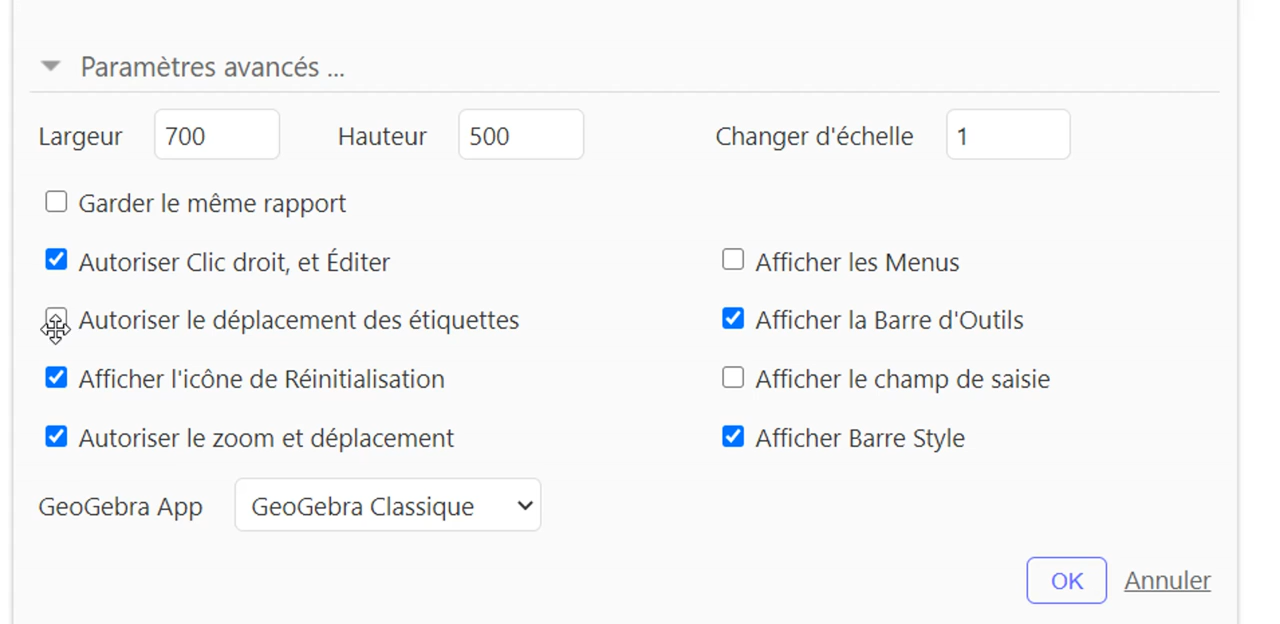 Paramètres avancés ...
Largeur 700 Hauteur 500 Changer d'échelle 1
Garder le même rapport
Autoriser Clic droit, et Éditer Afficher les Menus
Autoriser le déplacement des étiquettes Afficher la Barre d'Outils
Afficher l'icône de Réinitialisation Afficher le champ de saisie
Autoriser le zoom et déplacement Afficher Barre Style
GeoGebra App GeoGebra Classique
OK Annuler